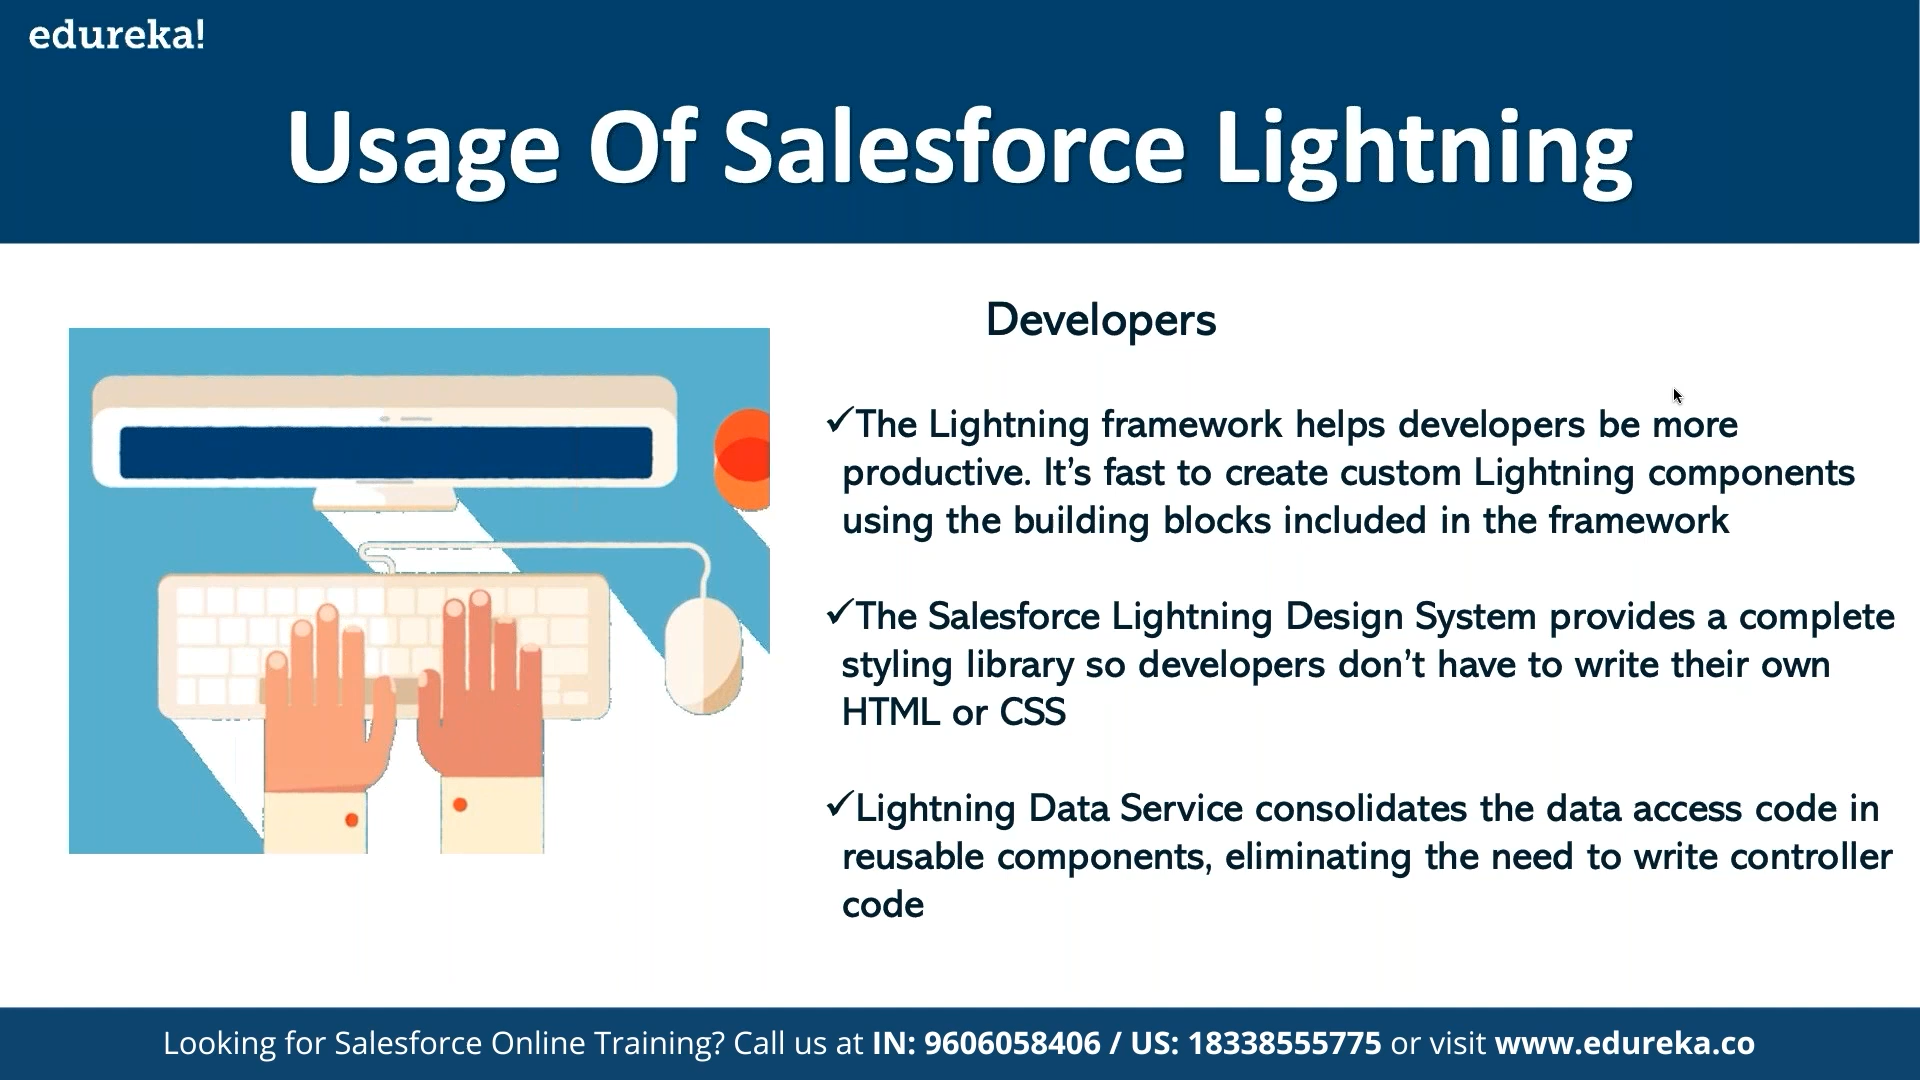 edureka!
Usage Of Salesforce Lightning
Developers
✓The Lightning framework helps developers be more
productive. It’s fast to create custom Lightning components
using the building blocks included in the framework
✓The Salesforce Lightning Design System provides a complete
styling library so developers don’t have to write their own
HTML or CSS
✓Lightning Data Service consolidates the data access code in
reusable components, eliminating the need to write controller
code
Looking for Salesforce Online Training? Call us at IN: 9606058406 / US: 18338555775 or visit www.edureka.co